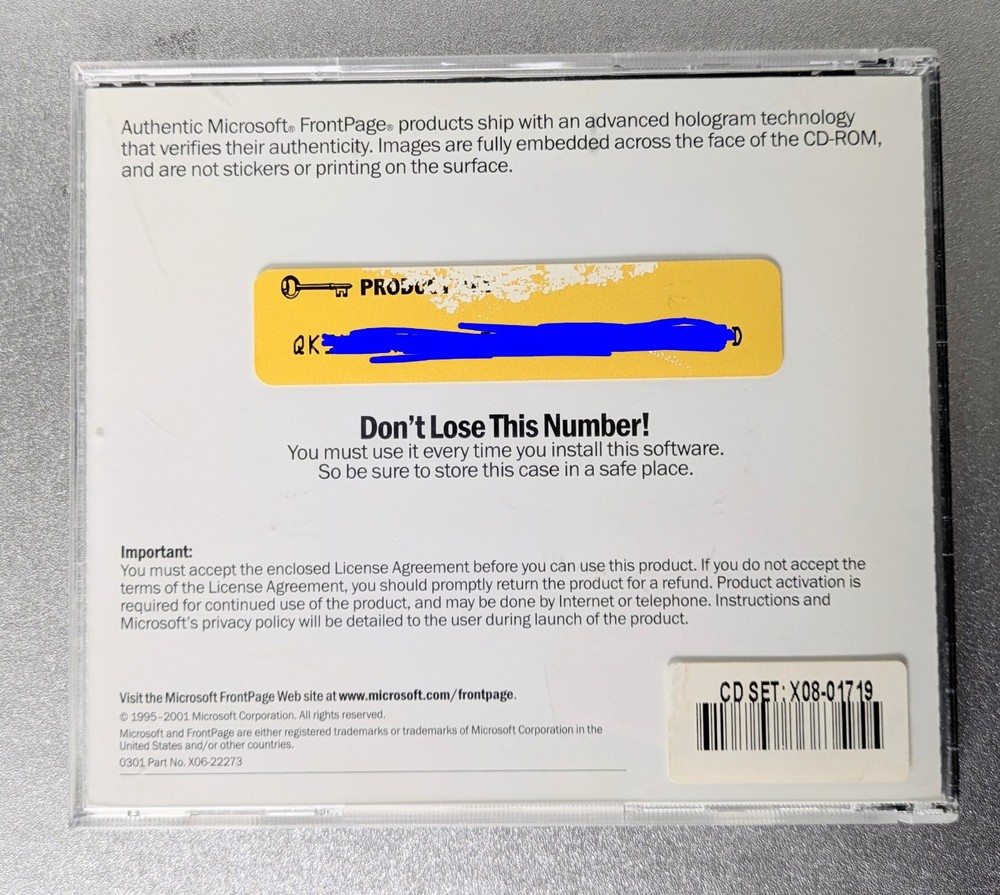 Authentic Microsoft® FrontPage® products ship with an advanced hologram technology
that verifies their authenticity. Images are fully embedded across the face of the CD-ROM,
and are not stickers or printing on the surface.
QK
D
Don't Lose This Number!
You must use it every time you install this software.
So be sure to store this case in a safe place.
Important:
You must accept the enclosed License Agreement before you can use this product. If you do not accept the
terms of the License Agreement, you should promptly return the product for a refund. Product activation is
required for continued use of the product, and may be done by Internet or telephone. Instructions and
Microsoft's privacy policy will be detailed to the user during launch of the product.
Visit the Microsoft FrontPage Web site at www.microsoft.com/frontpage.
© 1995–2001 Microsoft Corporation. All rights reserved.
Microsoft and FrontPage are either registered trademarks or trademarks of Microsoft Corporation in the
United States and/or other countries.
0301 Part No. X06-22273
CD SET: X08-01719